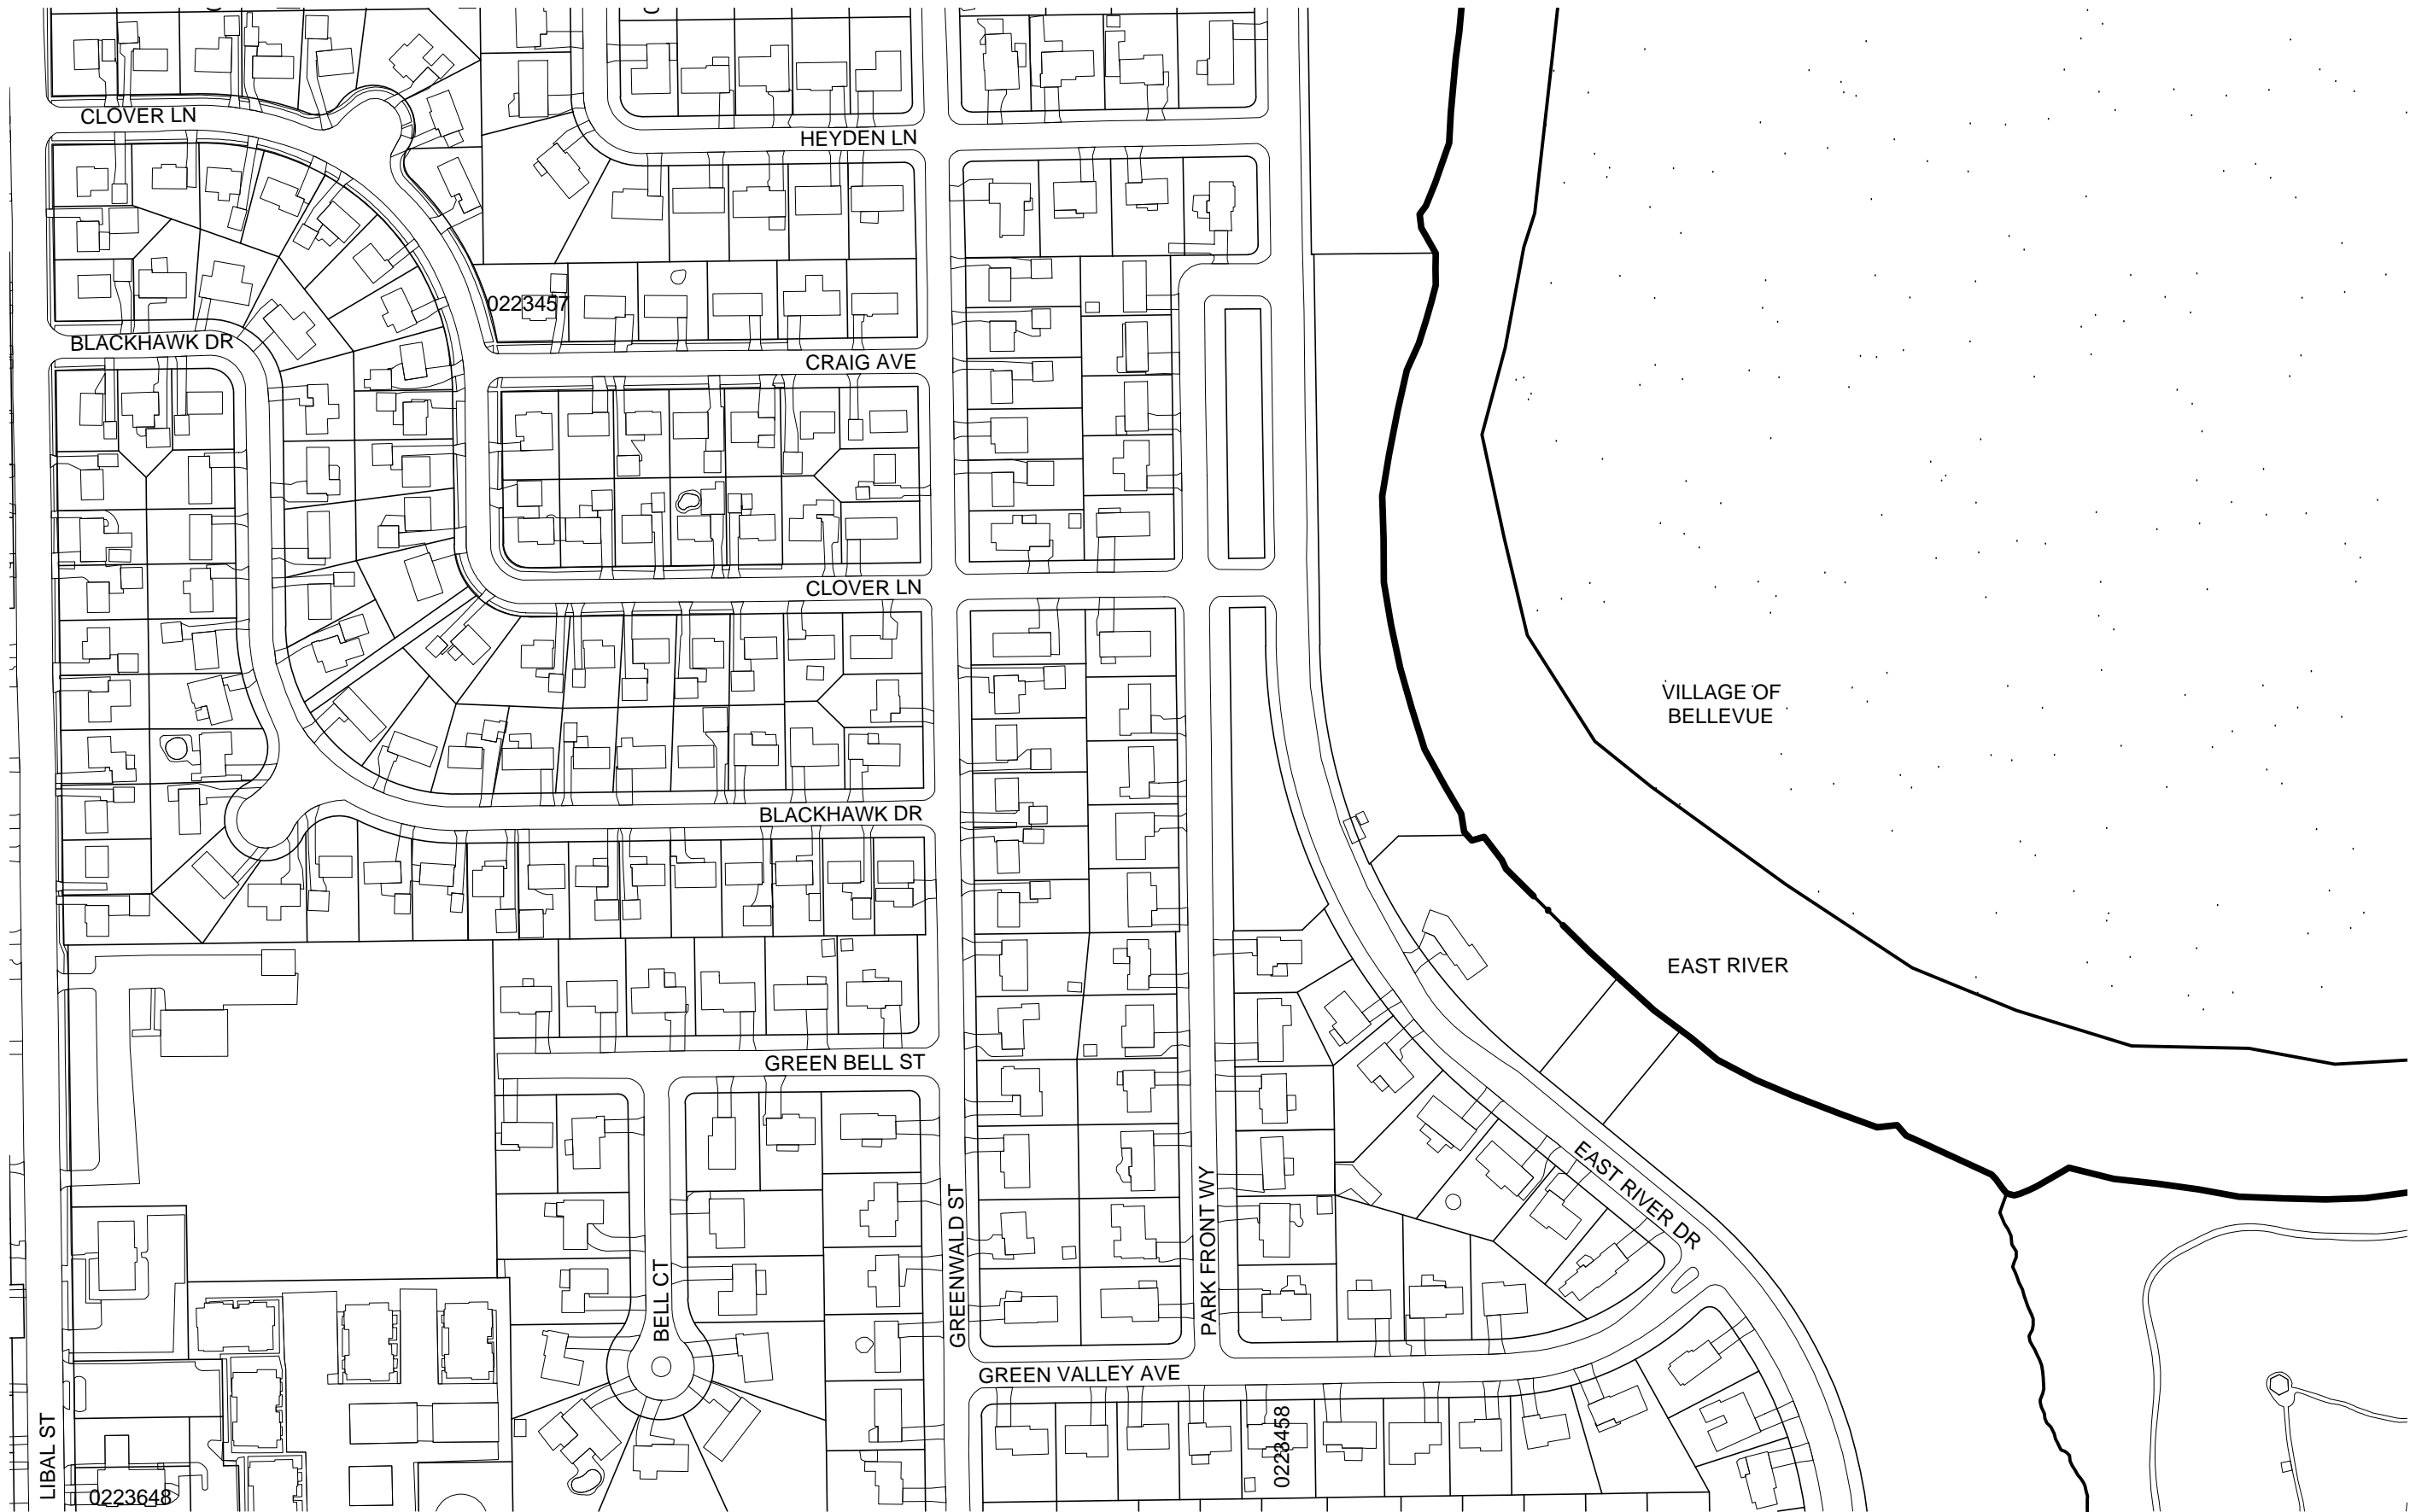 CLOVER LN
HEYDEN LN
0223457
BLACKHAWK DR
CRAIG AVE
CLOVER LN
VILLAGE OF
BELLEVUE
BLACKHAWK DR
EAST RIVER
GREEN BELL ST
EAST RIVER DR
GREENWALD ST
PARK FRONT WY
BELL CT
GREEN VALLEY AVE
LIBAL ST
0223458
0223648